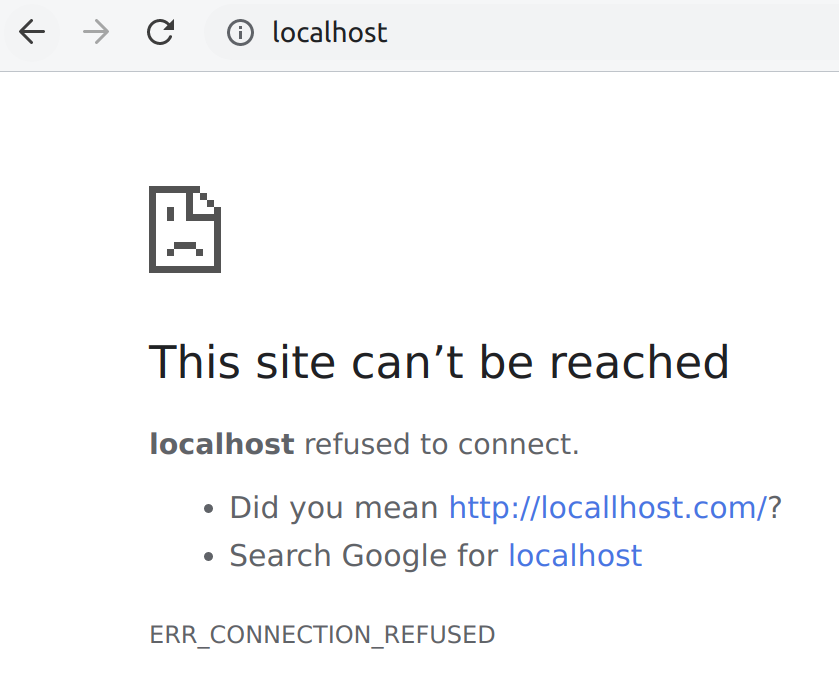 localhost
This site can’t be reached
localhost refused to connect.
• Did you mean http://locallhost.com/?
• Search Google for localhost
ERR_CONNECTION_REFUSED